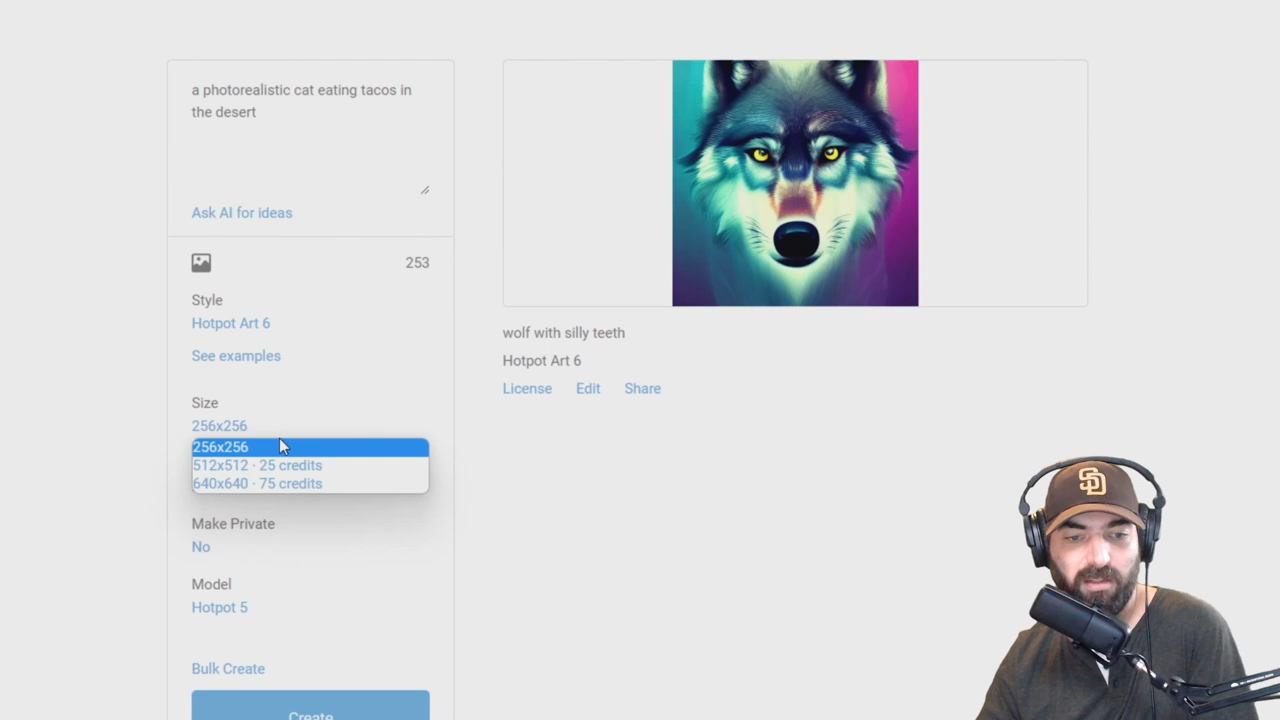 a photorealistic cat eating tacos in
the desert
Ask AI for ideas
253
Style
Hotpot Art 6
See examples
Size
256x256
256x256
512x512 · 25 credits
640x640 · 75 credits
Make Private
No
Model
Hotpot 5
Bulk Create
Create
wolf with silly teeth
Hotpot Art 6
License Edit Share
SD